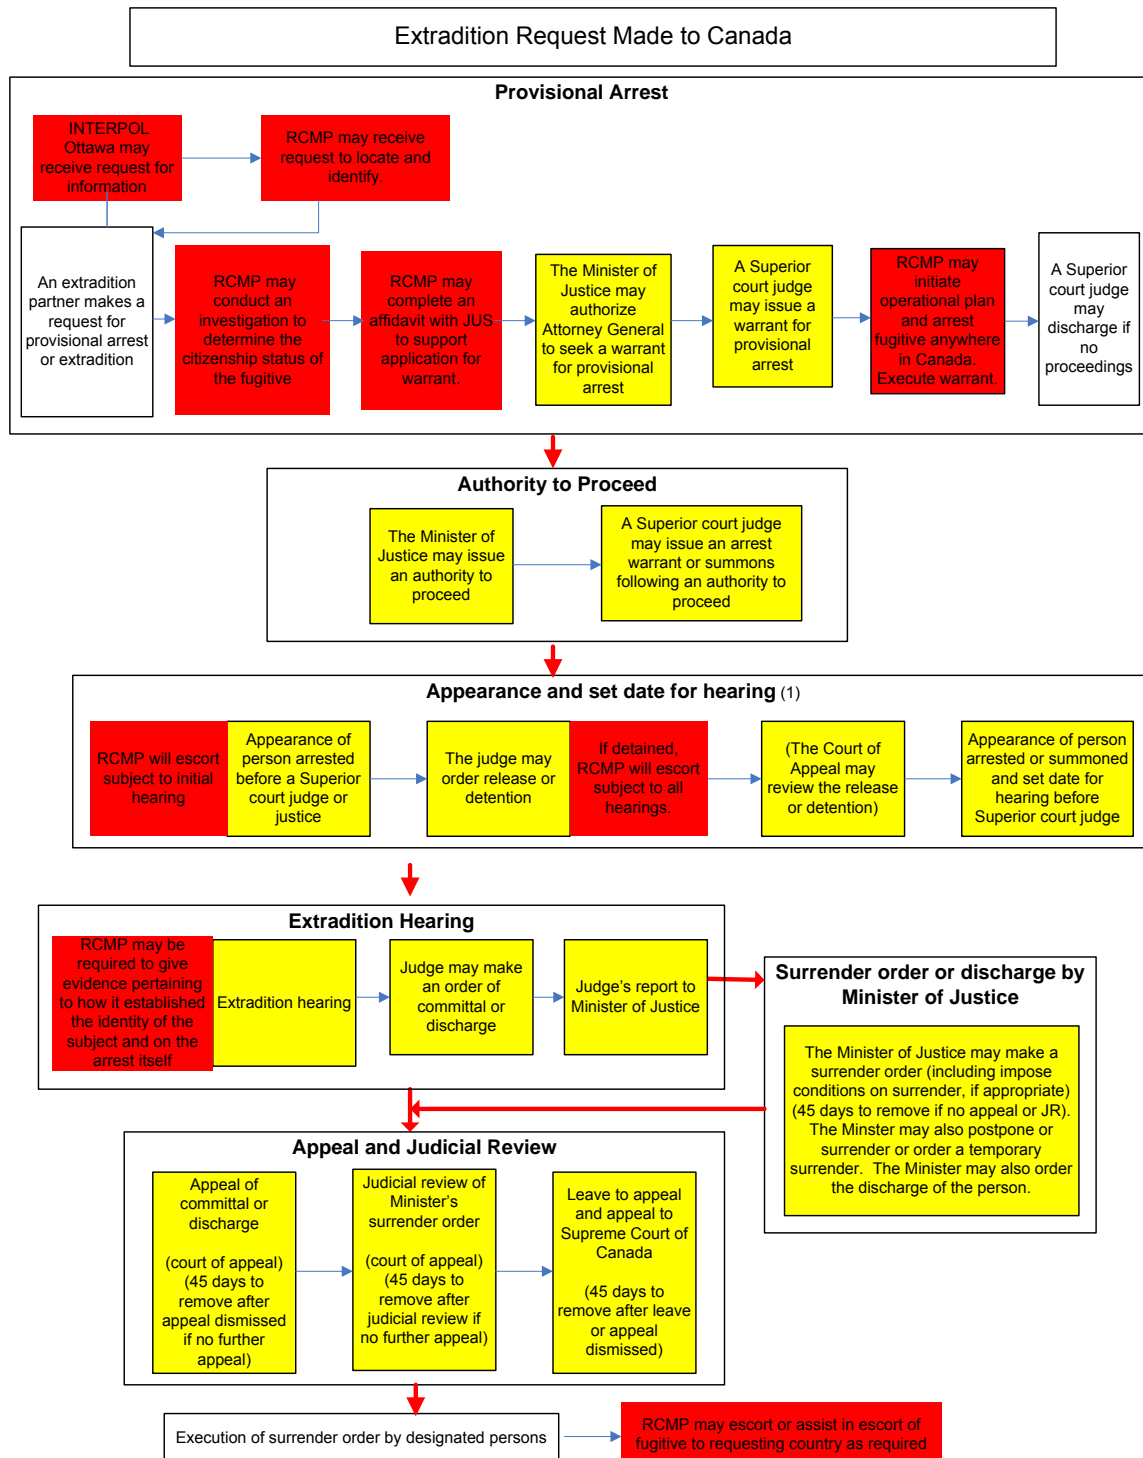 Extradition Request Made to Canada
Provisional Arrest
INTERPOL
Ottawa may
receive request for
information
RCMP may receive
request to locate and
identify.
An extradition
partner makes a
request for
provisional arrest
or extradition
RCMP may
conduct an
investigation to
determine the
citizenship status of
the fugitive
RCMP may
complete an
affidavit with JUS
to support
application for
warrant.
The Minister of
Justice may
authorize
Attorney General
to seek a warrant
for provisional
arrest
A Superior
court judge
may issue a
warrant for
provisional
arrest
RCMP may
initiate
operational plan
and arrest
fugitive anywhere
in Canada.
Execute warrant.
A Superior
court judge
may
discharge if
no
proceedings
Authority to Proceed
The Minister of
Justice may issue
an authority to
proceed
A Superior court judge
may issue an arrest
warrant or summons
following an authority to
proceed
Appearance and set date for hearing (1)
RCMP will escort
subject to initial
hearing
Appearance of
person arrested
before a Superior
court judge or
justice
The judge may
order release or
detention
If detained,
RCMP will escort
subject to all
hearings.
(The Court of
Appeal may
review the release
or detention)
Appearance of person
arrested or summoned
and set date for
hearing before
Superior court judge
Extradition Hearing
RCMP may be
required to give
evidence pertaining
to how it established
the identity of the
subject and on the
arrest itself
Extradition hearing
Judge may make
an order of
committal or
discharge
Judge's report to
Minister of Justice
Surrender order or discharge by
Minister of Justice
The Minister of Justice may make a
surrender order (including impose
conditions on surrender, if appropriate)
(45 days to remove if no appeal or JR).
The Minster may also postpone or
surrender or order a temporary
surrender.  The Minister may also order
the discharge of the person.
Appeal and Judicial Review
Appeal of
committal or
discharge
(court of appeal)
(45 days to
remove after
appeal dismissed
if no further
appeal)
Judicial review of
Minister's
surrender order
(court of appeal)
(45 days to
remove after
judicial review if
no further appeal)
Leave to appeal
and appeal to
Supreme Court of
Canada
(45 days to
remove after leave
or appeal
dismissed)
Execution of surrender order by designated persons
RCMP may escort or assist in escort of
fugitive to requesting country as required